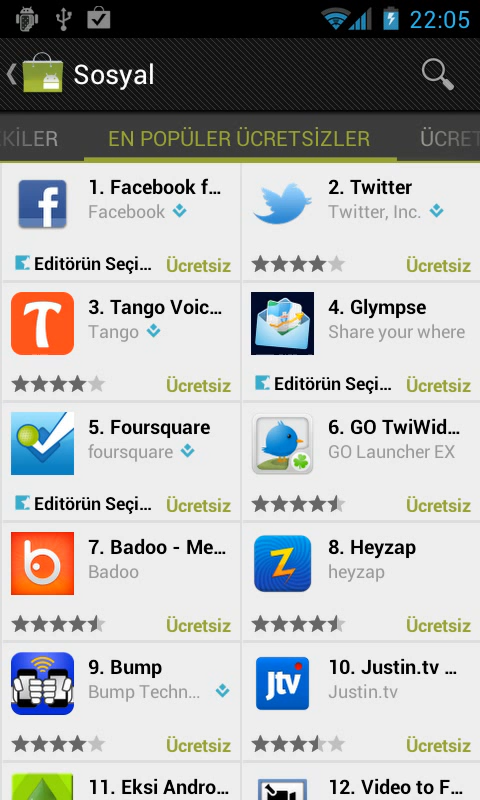 22:05
Sosyal
KİLER
EN POPÜLER ÜCRETSİZLER
ÜCRET
1. Facebook f...
Facebook
Editörün Seçi...
Ücretsiz
2. Twitter
Twitter, Inc.
Ücretsiz
3. Tango Voic...
Tango
Ücretsiz
4. Glympse
Share your where
Editörün Seçi...
Ücretsiz
5. Foursquare
foursquare
Editörün Seçi...
Ücretsiz
6. GO TwiWid...
GO Launcher EX
Ücretsiz
7. Badoo - Me...
Badoo
Ücretsiz
8. Heyzap
heyzap
Ücretsiz
9. Bump
Bump Techn...
Ücretsiz
Jtv
10. Justin.tv ...
Justin.tv
Ücretsiz
11. Eksi Andro...
12. Video to F...